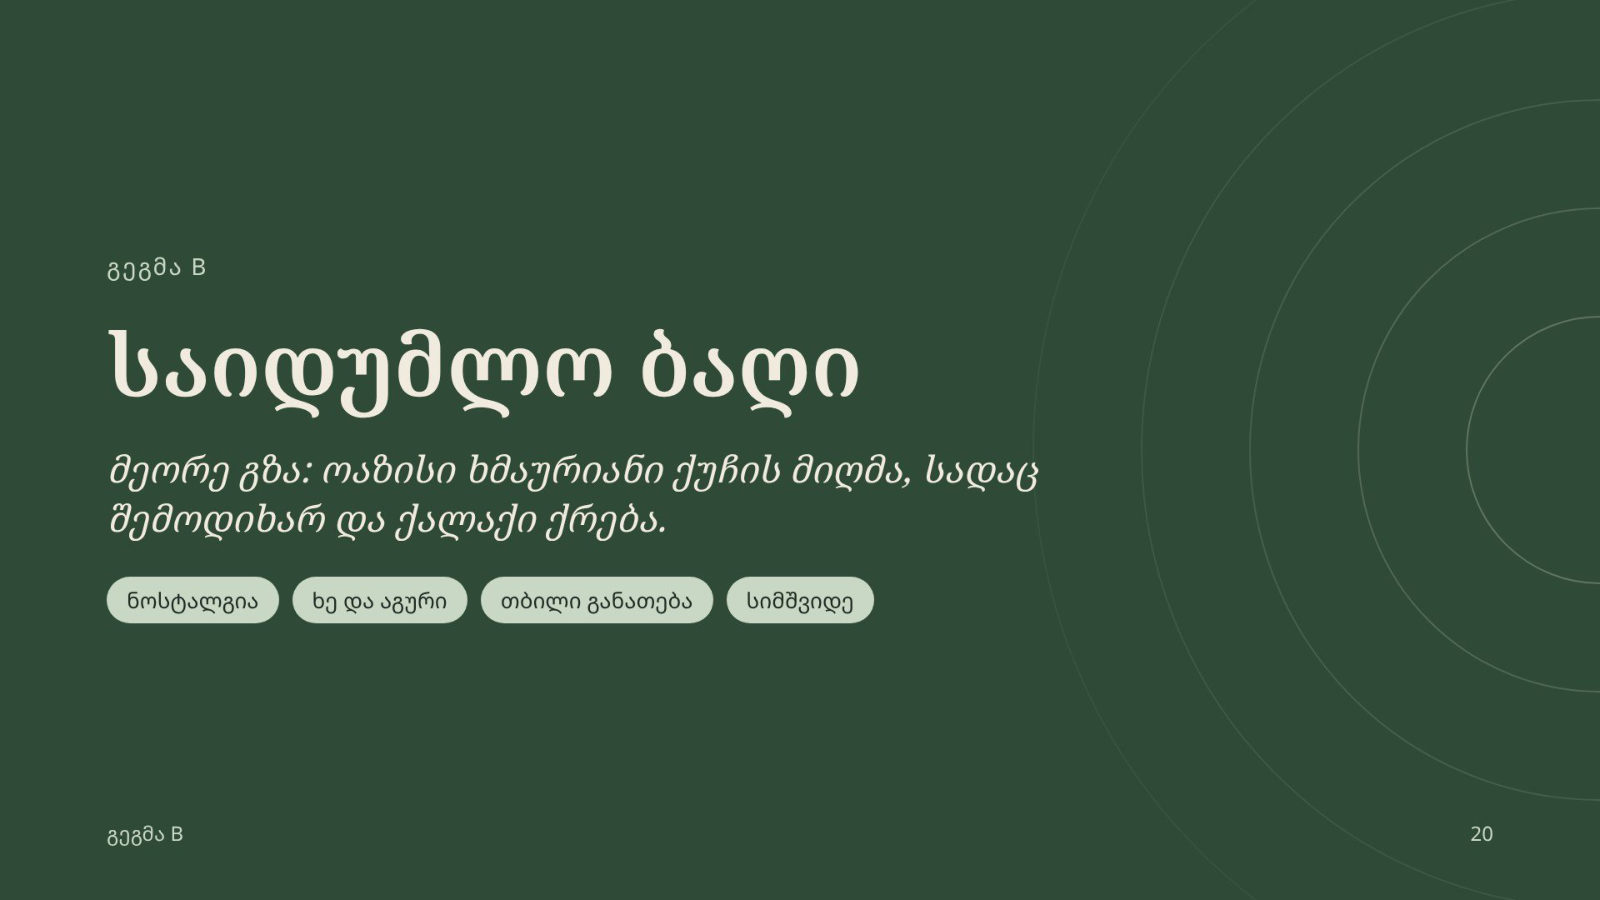 გეგმა B
საიდუმლო ბაღი
მეორე გზა: ოაზისი ხმაურიანი ქუჩის მიღმა, სადაც
შემოდიხარ და ქალაქი ქრება.
ნოსტალგია
ხე და აგური
თბილი განათება
სიმშვიდე
გეგმა B
20